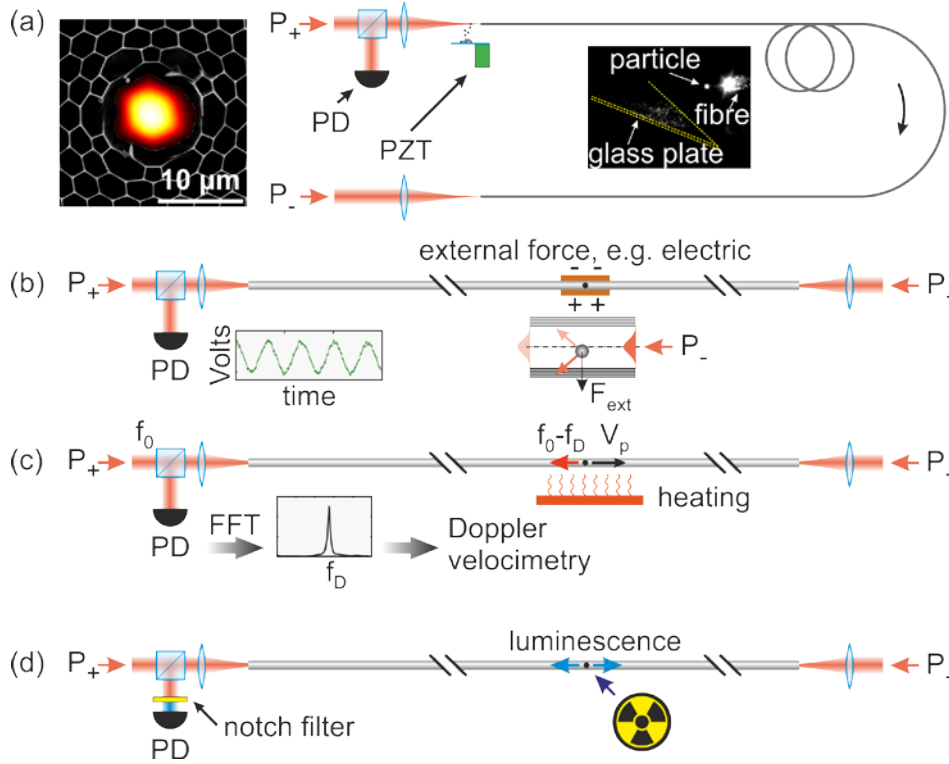 (a)
10 µm
P+
PD
PZT
particle
fibre
glass plate
P-
(b)
external force, e.g. electric
- -
+ +
P+
P-
PD
Volts
time
P-
Fext
(c)
f0
f0-fD
Vp
P+
P-
heating
PD
FFT
fD
Doppler
velocimetry
(d)
luminescence
P+
P-
notch filter
PD